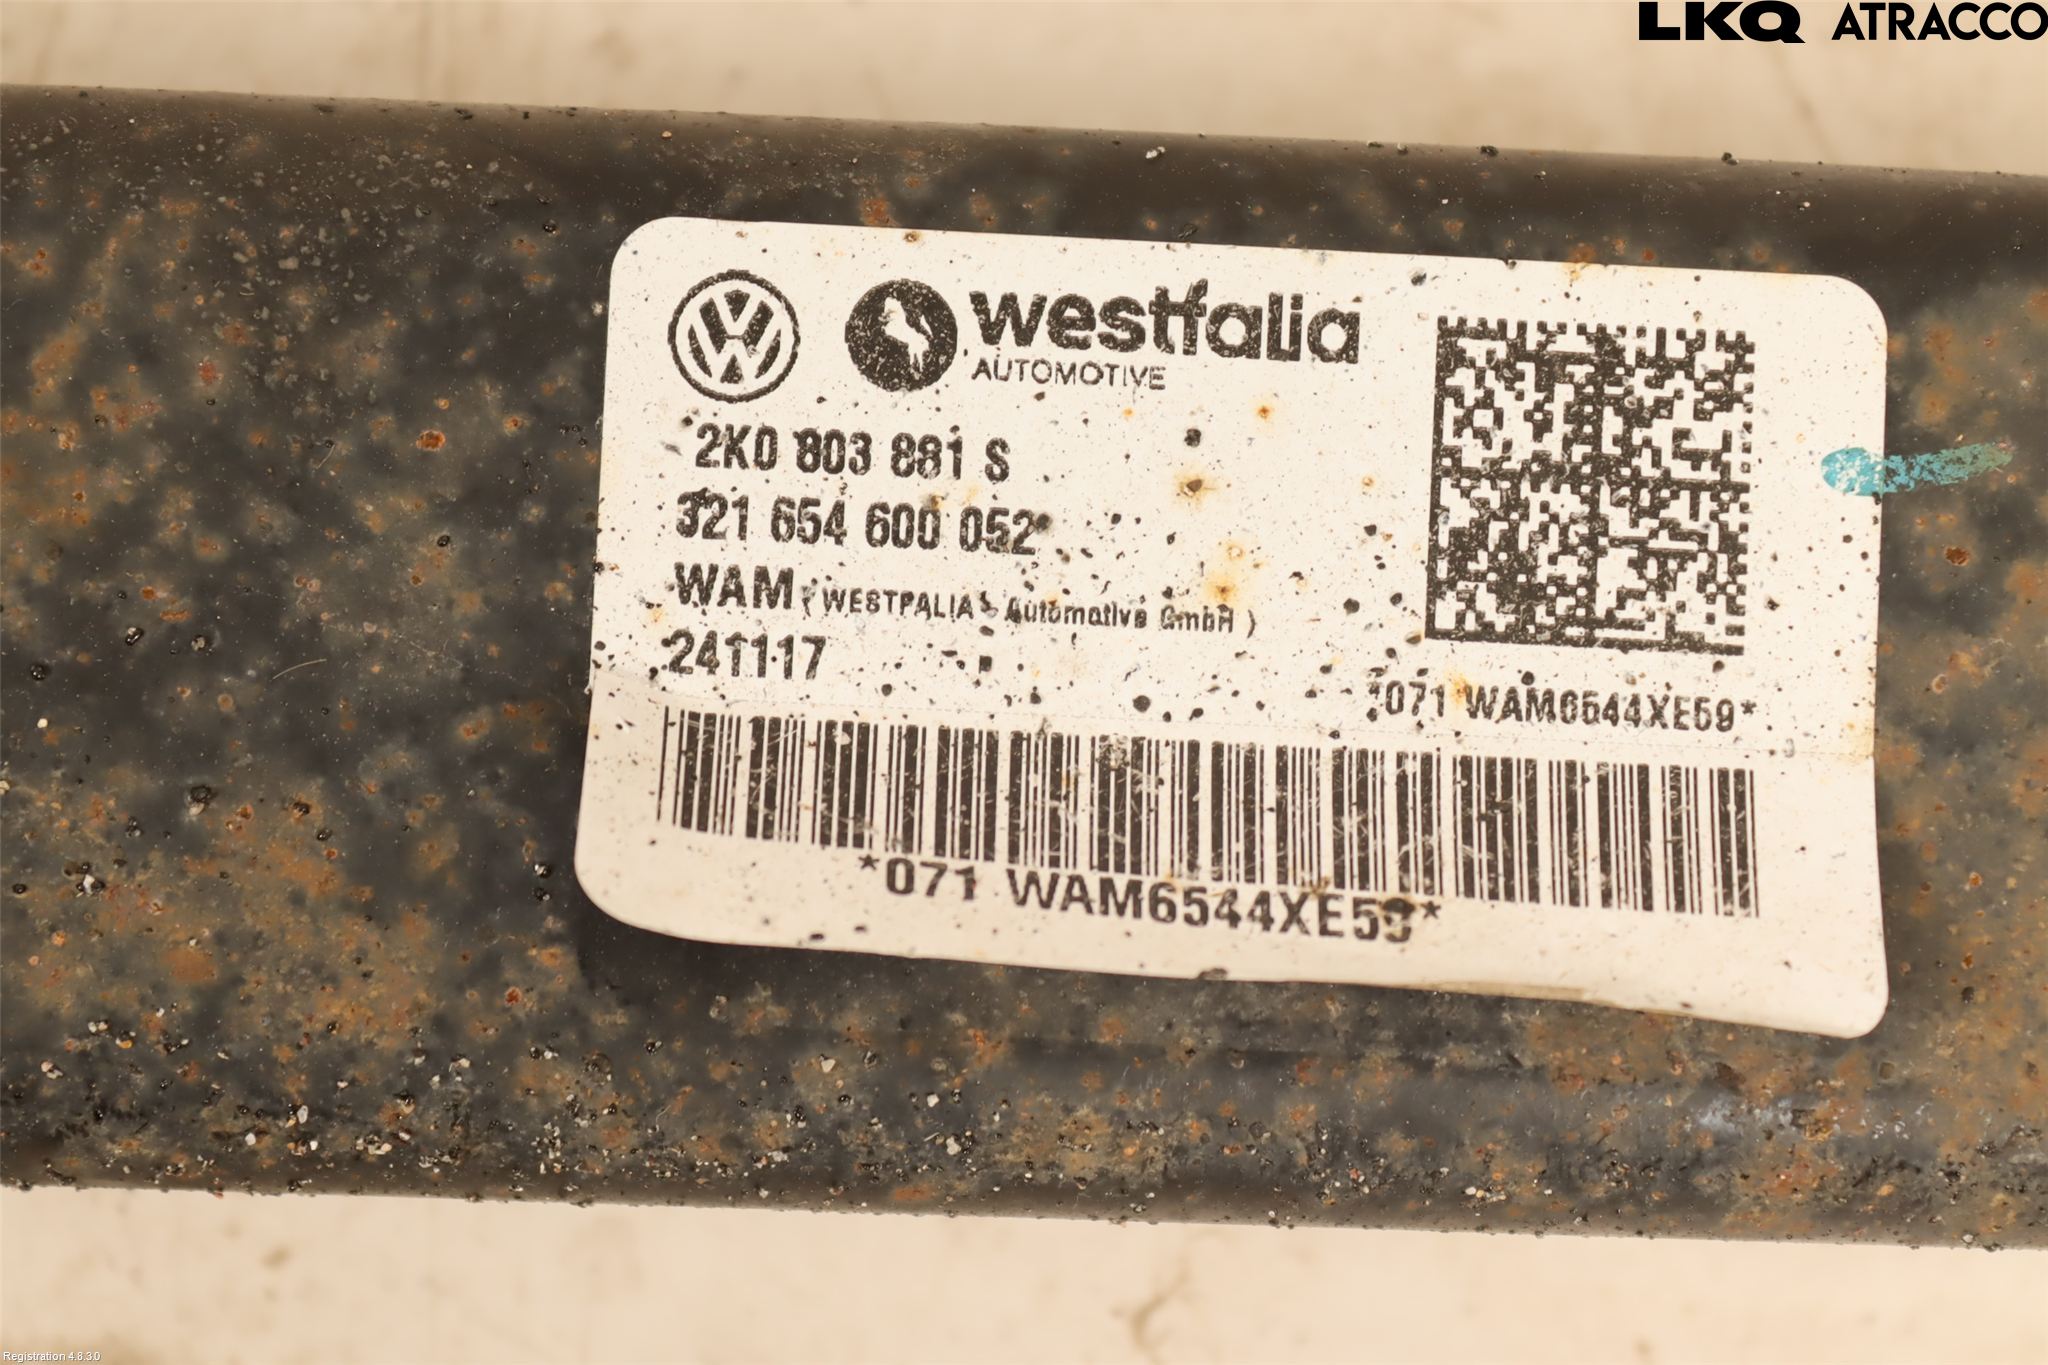 LKQ ATRACCO
westfalia
AUTOMOTIVE
2K0 803 881 S
321 654 600 052
WAM ( WESTFALIA - Automotive GmbH )
241117
*071 WAM6544XE59*
*071 WAM6544XE59*
Registration 4.8.3.0